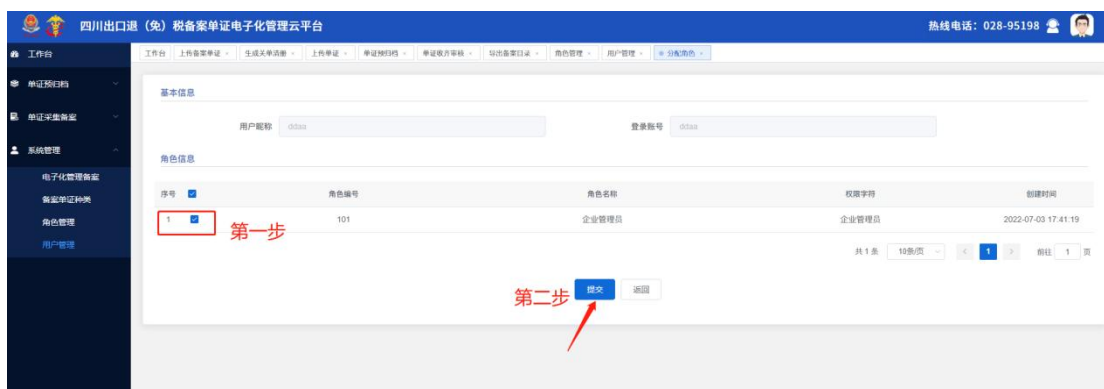 四川出口退（免）税备案单证电子化管理云平台
热线电话：028-95198
工作台
工作台 上传备案单证 × 生成关单清册 × 上传单证 × 单证预归档 × 单证收方审核 × 导出备案目录 × 角色管理 × 用户管理 × 分配角色 ×
单证预归档
基本信息
单证采集备案
用户昵称 ddaa 登录账号 ddaa
系统管理
角色信息
电子化管理备案
备案单证种类
序号 角色编号 角色名称 权限字符 创建时间
角色管理
1 101 企业管理员 企业管理员 2022-07-03 17:41:19
第一步
用户管理
共 1 条 10条/页 < 1 > 前往 1 页
第二步 提交 返回